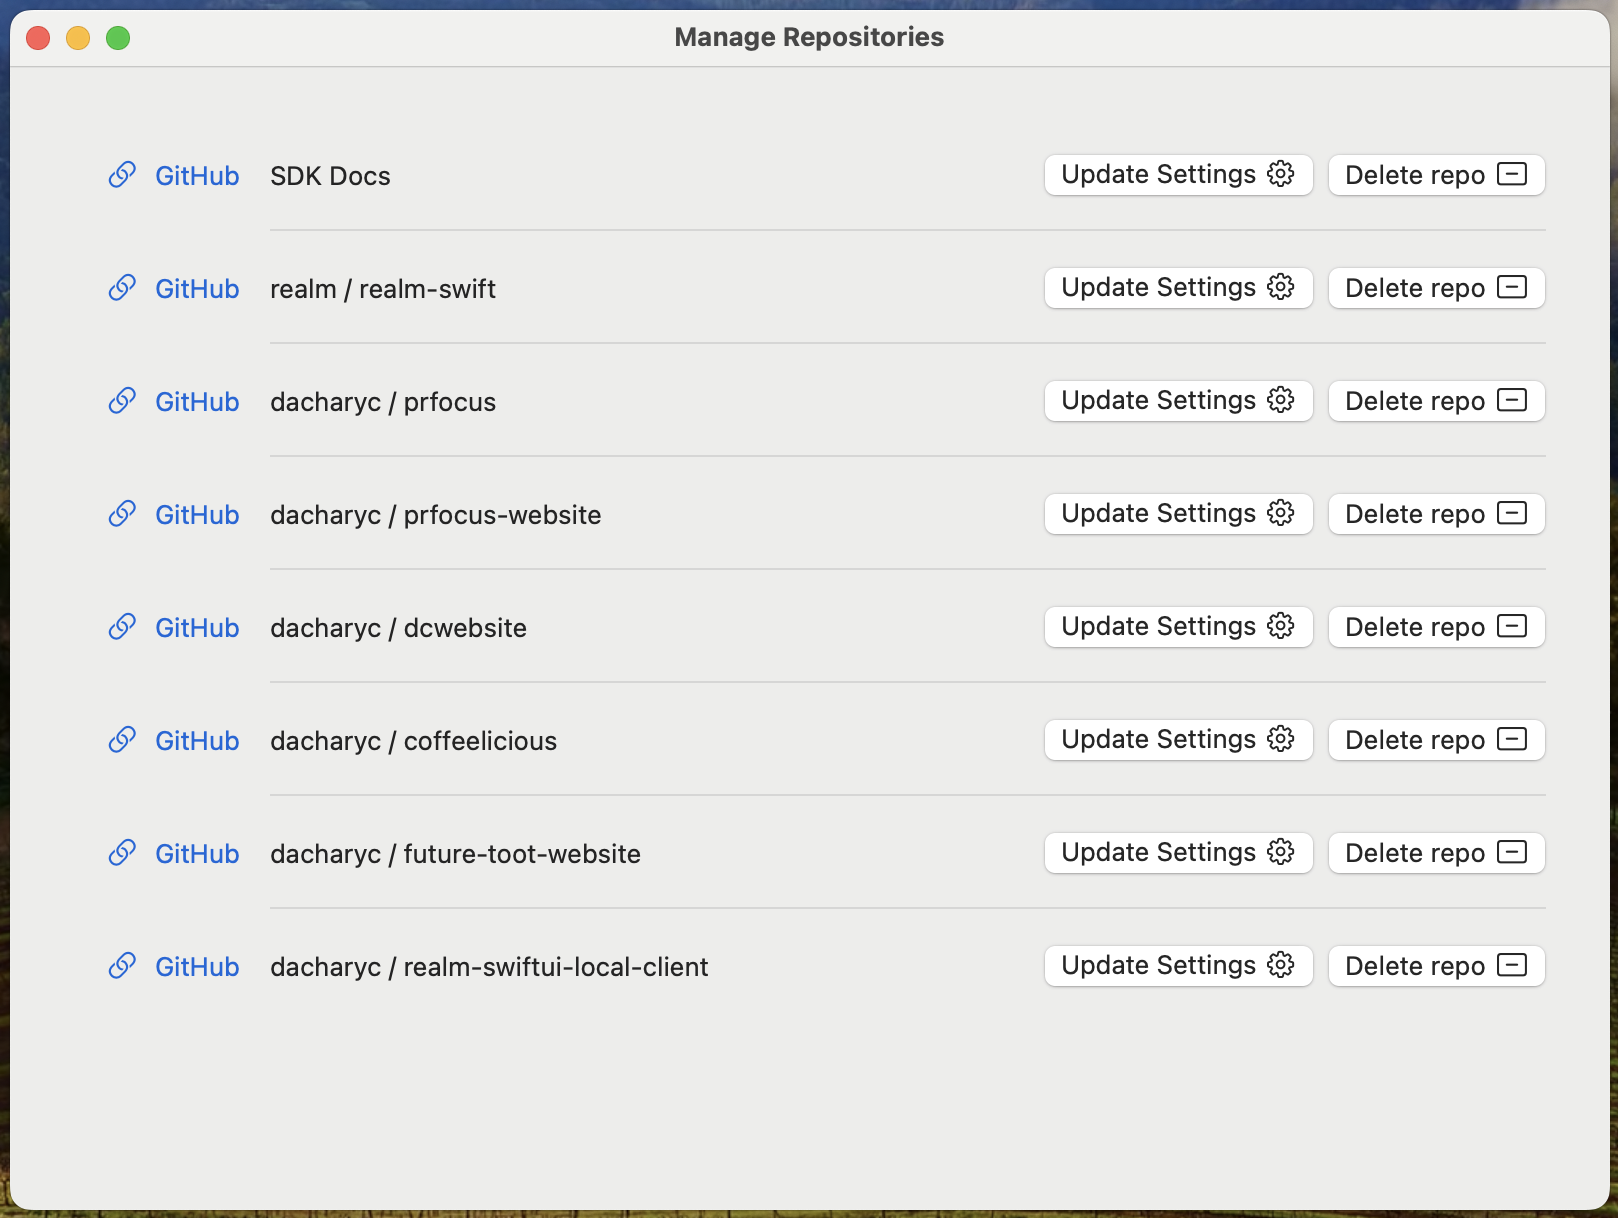 Manage Repositories
GitHub SDK Docs Update Settings Delete repo
GitHub realm / realm-swift Update Settings Delete repo
GitHub dacharyc / prfocus Update Settings Delete repo
GitHub dacharyc / prfocus-website Update Settings Delete repo
GitHub dacharyc / dcwebsite Update Settings Delete repo
GitHub dacharyc / coffeelicious Update Settings Delete repo
GitHub dacharyc / future-toot-website Update Settings Delete repo
GitHub dacharyc / realm-swiftui-local-client Update Settings Delete repo